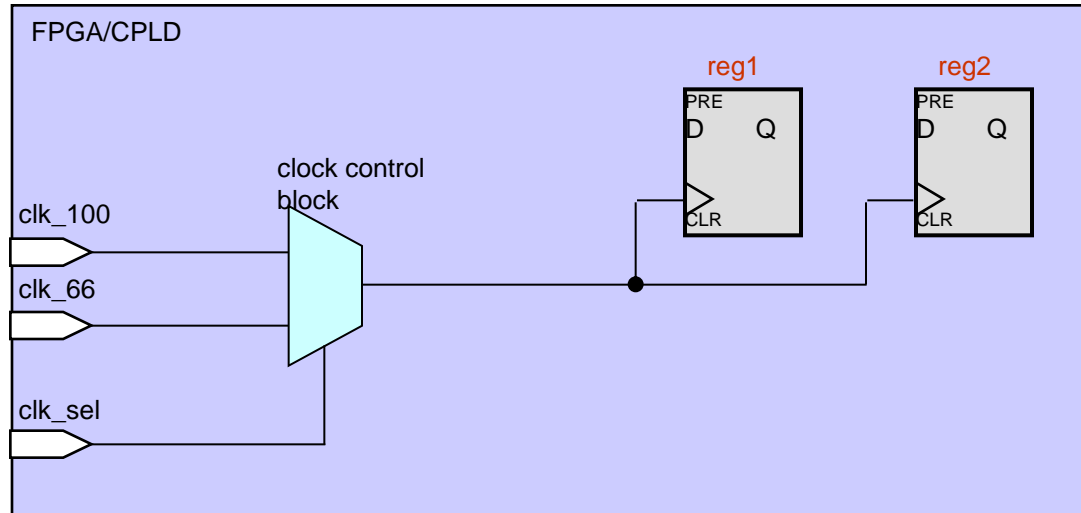 FPGA/CPLD
reg1
reg2
PRE
D Q
CLR
PRE
D Q
CLR
clock control
block
clk_100
clk_66
clk_sel